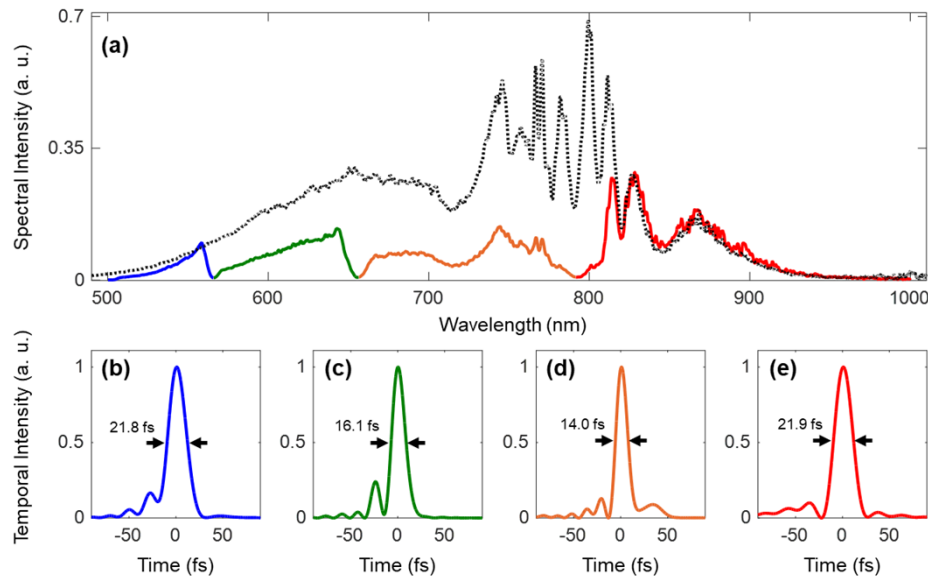 0.7
(a)
Spectral Intensity (a. u.)
0.35
0
500
600
700
800
900
1000
Wavelength (nm)
Temporal Intensity (a. u.)
1
(b)
21.8 fs
0.5
0
-50
0
50
Time (fs)
1
(c)
16.1 fs
0.5
0
-50
0
50
Time (fs)
1
(d)
14.0 fs
0.5
0
-50
0
50
Time (fs)
1
(e)
21.9 fs
0.5
0
-50
0
50
Time (fs)